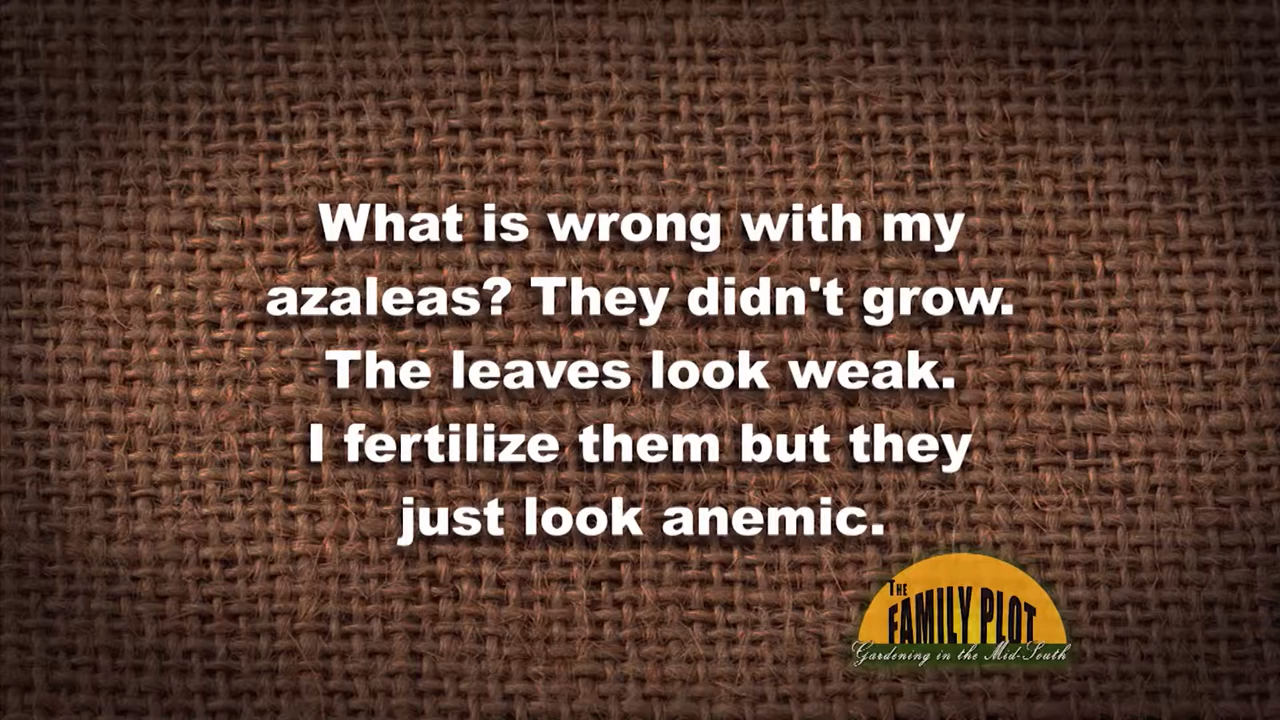 What is wrong with my
azaleas? They didn't grow.
The leaves look weak.
I fertilize them but they
just look anemic.
THE
FAMILY PLOT
Gardening in the Mid-South